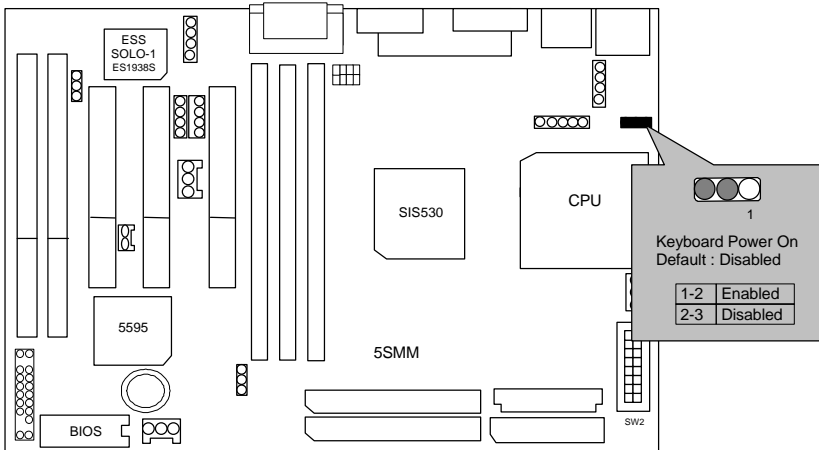 ESS
SOLO-1
ES1938S
SIS530
CPU
1
Keyboard Power On
Default : Disabled
1-2 Enabled
2-3 Disabled
5595
5SMM
BIOS
SW2